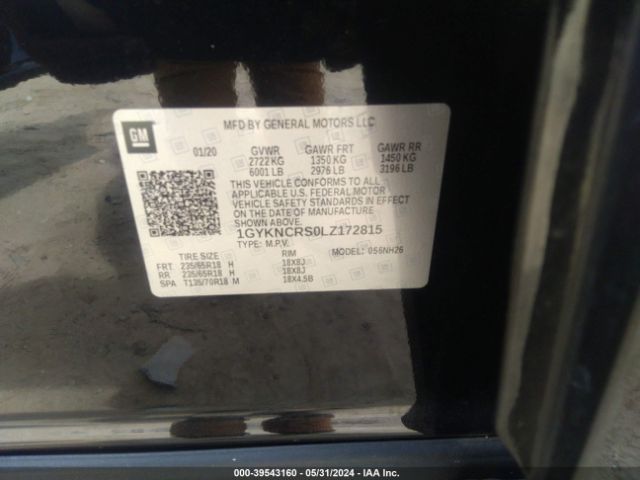 GM
MFD BY GENERAL MOTORS LLC
01/20 GVWR GAWR FRT GAWR RR
2722 KG 1350 KG 1450 KG
6001 LB 2976 LB 3196 LB
THIS VEHICLE CONFORMS TO ALL
APPLICABLE U.S. FEDERAL MOTOR
VEHICLE SAFETY STANDARDS IN EFFECT
ON THE DATE OF MANUFACTURE
SHOWN ABOVE.
1GYKNCRS0LZ172815
TYPE: M.P.V. MODEL: 056NH26
TIRE SIZE RIM
FRT 235/65R18 H 18X8J
RR 235/65R18 H 18X8J
SPA T135/70R18 M 18X4.5B
000-39543160 - 05/31/2024 - IAA Inc.